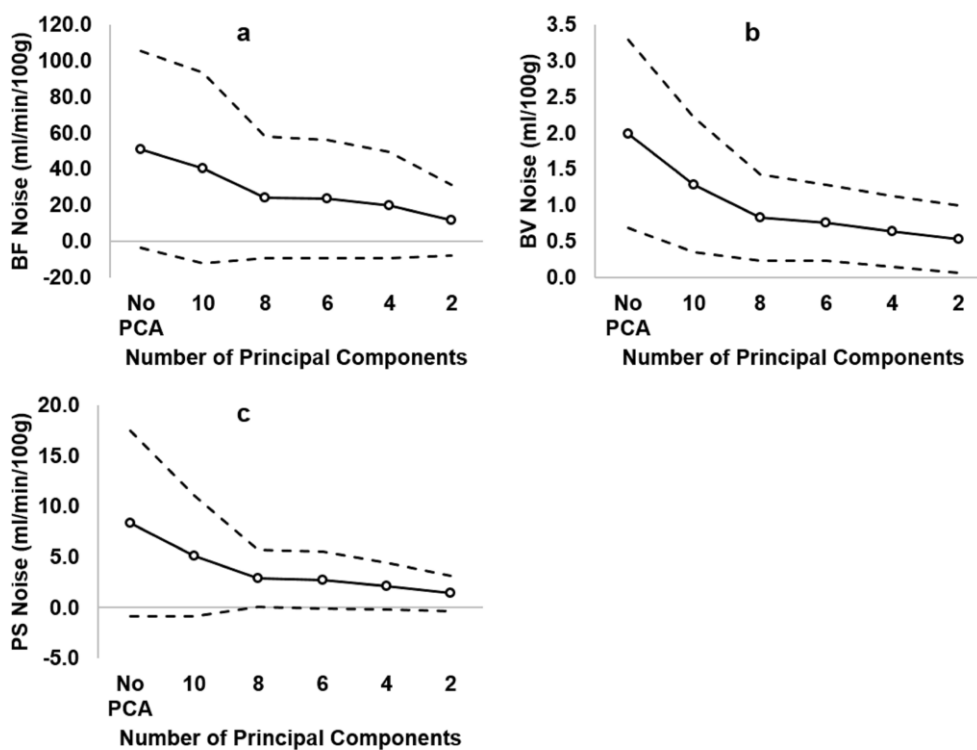 a
BF Noise (ml/min/100g)
120.0
100.0
80.0
60.0
40.0
20.0
0.0
-20.0
No PCA 10 8 6 4 2
Number of Principal Components
b
BV Noise (ml/100g)
3.5
3.0
2.5
2.0
1.5
1.0
0.5
0.0
No PCA 10 8 6 4 2
Number of Principal Components
c
PS Noise (ml/min/100g)
20.0
15.0
10.0
5.0
0.0
-5.0
No PCA 10 8 6 4 2
Number of Principal Components